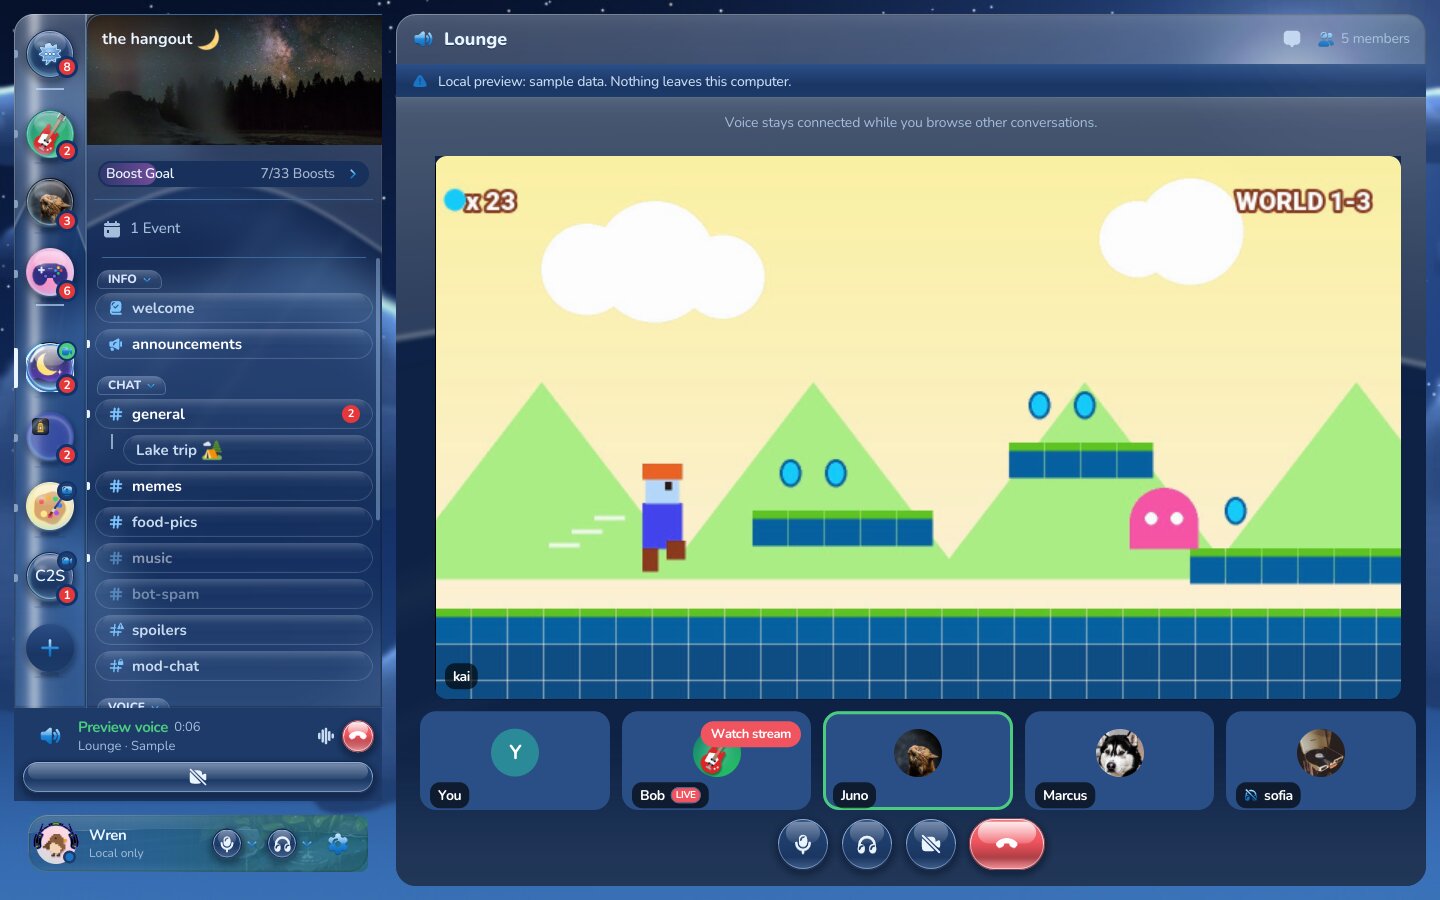 8
2
3
6
2
2
C2S
1
the hangout 🌙
Boost Goal
7/33 Boosts
1 Event
INFO
welcome
announcements
CHAT
general
2
Lake trip 🏕️
memes
food-pics
music
bot-spam
spoilers
mod-chat
VOICE
Preview voice 0:06
Lounge · Sample
Wren
Local only
Lounge
5 members
Local preview: sample data. Nothing leaves this computer.
Voice stays connected while you browse other conversations.
x 23
WORLD 1-3
kai
Y
You
Watch stream
Bob LIVE
Juno
Marcus
sofia